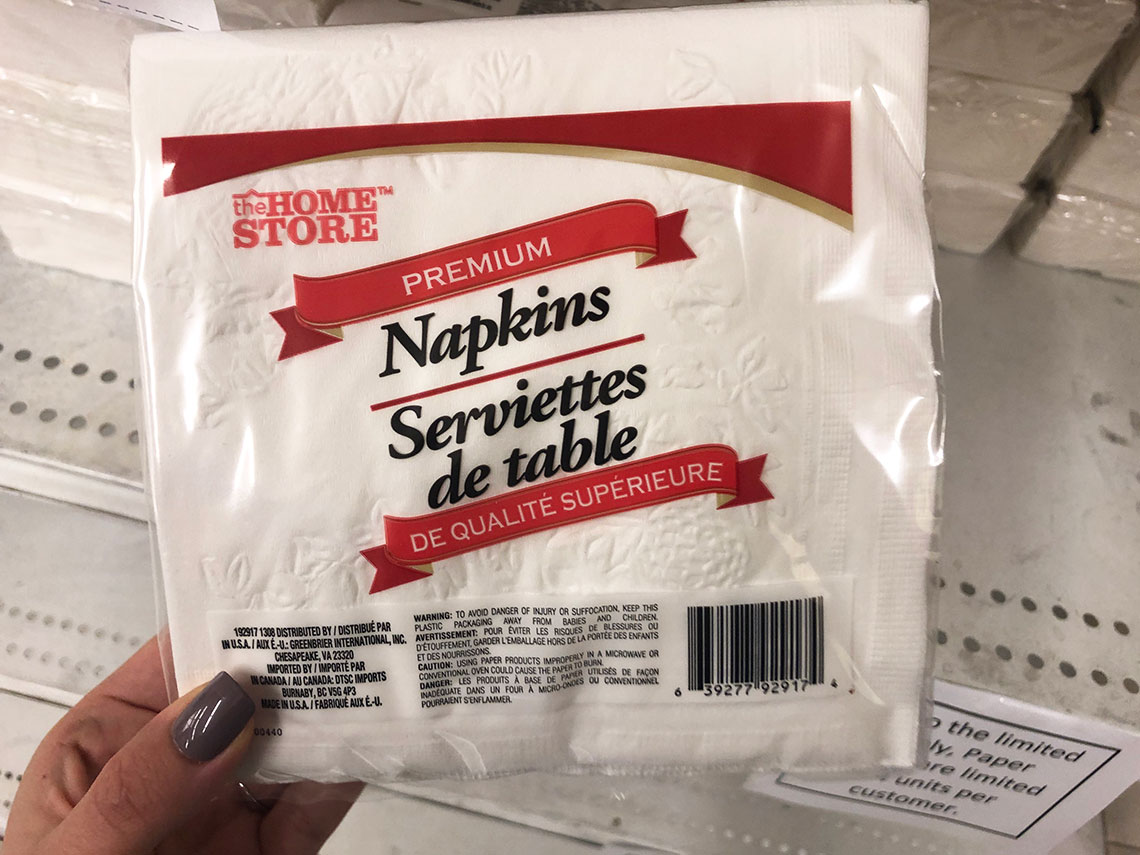 theHOME™
STORE
PREMIUM
Napkins
Serviettes
de table
DE QUALITÉ SUPÉRIEURE
192917 1308 DISTRIBUTED BY / DISTRIBUÉ PAR
IN U.S.A. / AUX É.-U.: GREENBRIER INTERNATIONAL, INC.
CHESAPEAKE, VA 23320
IMPORTED BY / IMPORTÉ PAR
IN CANADA / AU CANADA: DTSC IMPORTS
BURNABY, BC V5G 4P3
MADE IN U.S.A. / FABRIQUÉ AUX É.-U.
00440
WARNING: TO AVOID DANGER OF INJURY OR SUFFOCATION, KEEP THIS
PLASTIC PACKAGING AWAY FROM BABIES AND CHILDREN.
AVERTISSEMENT: POUR ÉVITER LES RISQUES DE BLESSURES OU
D'ÉTOUFFEMENT, GARDER L'EMBALLAGE HORS DE LA PORTÉE DES ENFANTS
ET DES NOURRISSONS.
CAUTION: USING PAPER PRODUCTS IMPROPERLY IN A MICROWAVE OR
CONVENTIONAL OVEN COULD CAUSE THE PAPER TO BURN.
DANGER: LES PRODUITS À BASE DE PAPIER UTILISÉS DE FAÇON
INADÉQUATE DANS UN FOUR À MICRO-ONDES OU CONVENTIONNEL
POURRAIENT S'ENFLAMMER.
6 39277 92917 4
the limited
Paper
limited
units per
customer.